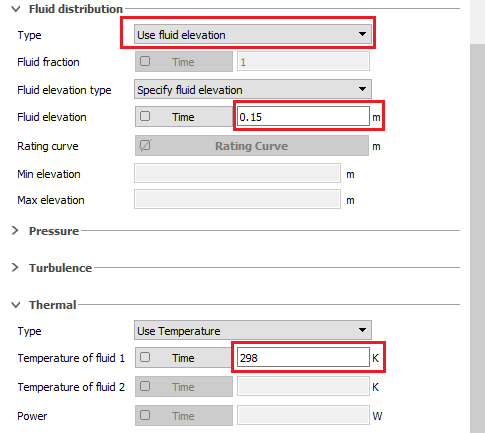 Fluid distribution
Type Use fluid elevation
Fluid fraction Time 1
Fluid elevation type Specify fluid elevation
Fluid elevation Time 0.15 m
Rating curve Rating Curve m
Min elevation m
Max elevation m
Pressure
Turbulence
Thermal
Type Use Temperature
Temperature of fluid 1 Time 298 K
Temperature of fluid 2 Time K
Power Time W